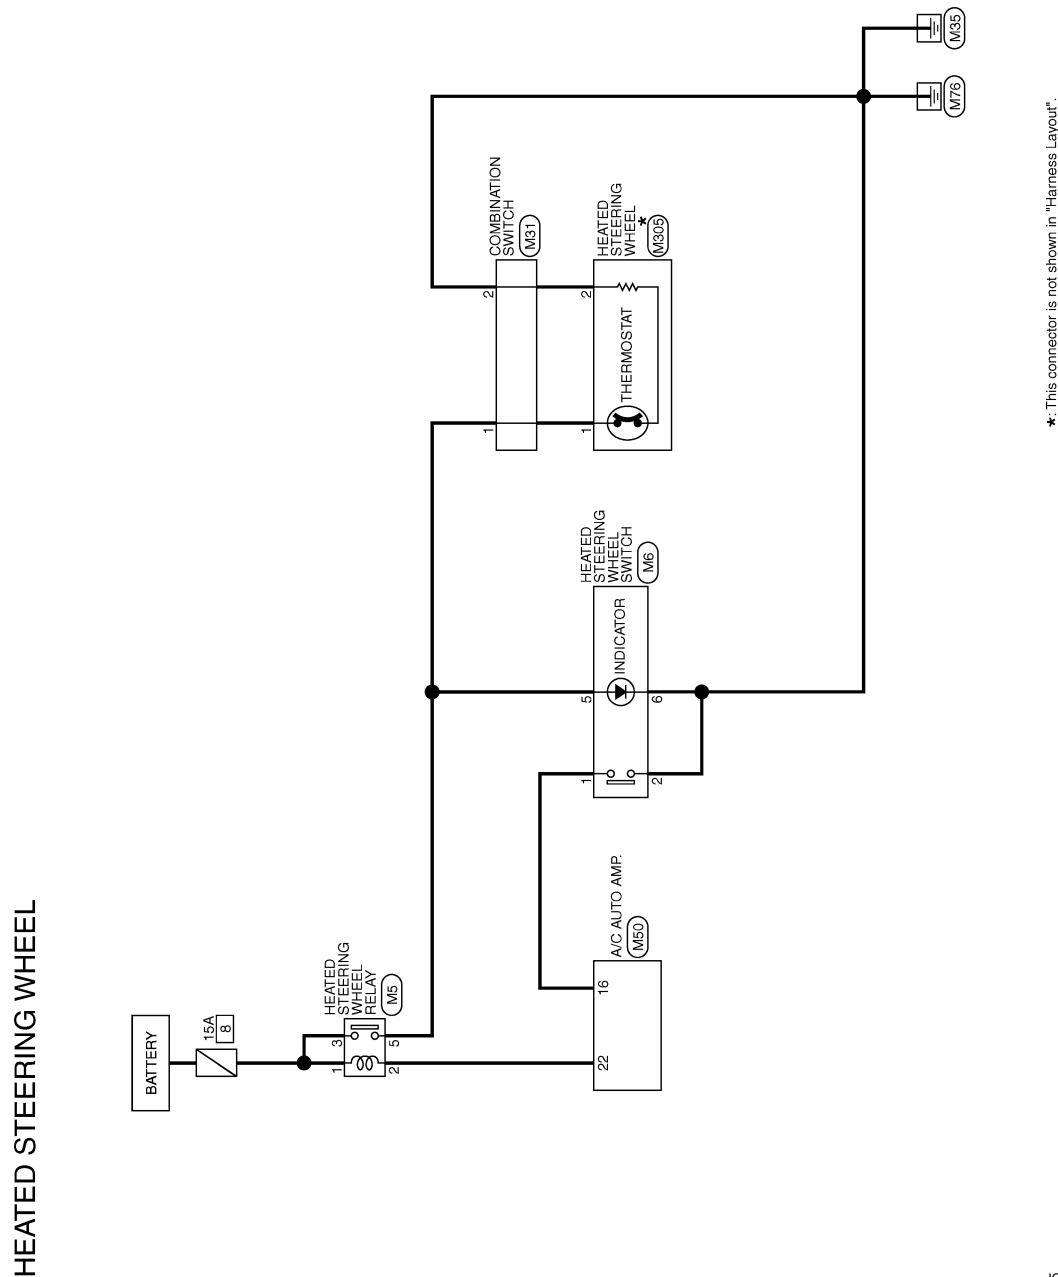 HEATED STEERING WHEEL
BATTERY
15A
8
HEATED
STEERING
WHEEL
RELAY
M5
1
3
2
5
A/C AUTO AMP.
M50
22
16
HEATED
STEERING
WHEEL
SWITCH
M6
INDICATOR
1
5
2
6
COMBINATION
SWITCH
M31
1
2
HEATED
STEERING
WHEEL
*
M305
THERMOSTAT
1
2
M76
M35
*: This connector is not shown in "Harness Layout".